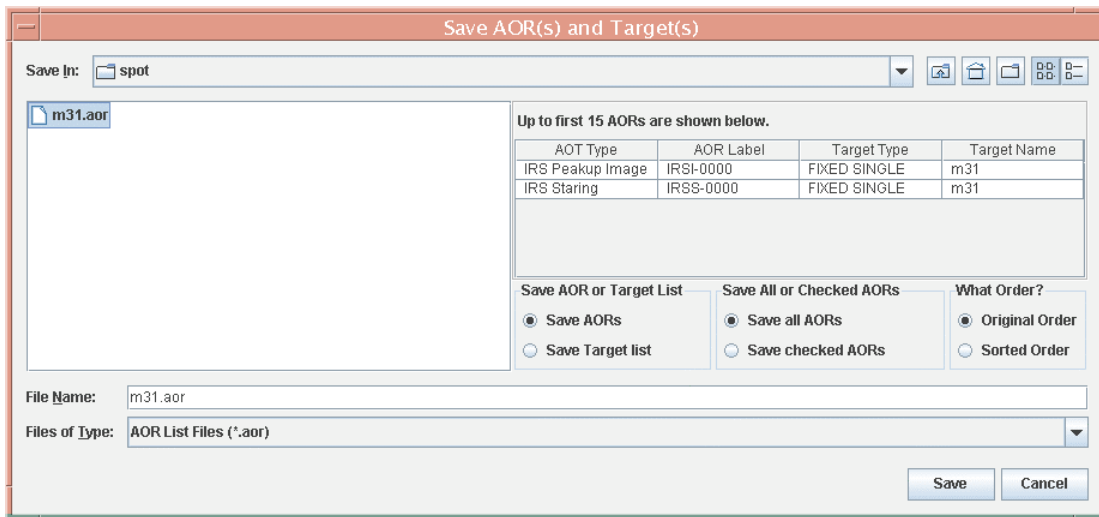 Save AOR(s) and Target(s)
Save In: spot
m31.aor
Up to first 15 AORs are shown below.
AOT Type AOR Label Target Type Target Name
IRS Peakup Image IRSI-0000 FIXED SINGLE m31
IRS Staring IRSS-0000 FIXED SINGLE m31
Save AOR or Target List Save All or Checked AORs What Order?
Save AORs Save all AORs Original Order
Save Target list Save checked AORs Sorted Order
File Name: m31.aor
Files of Type: AOR List Files (*.aor)
Save Cancel